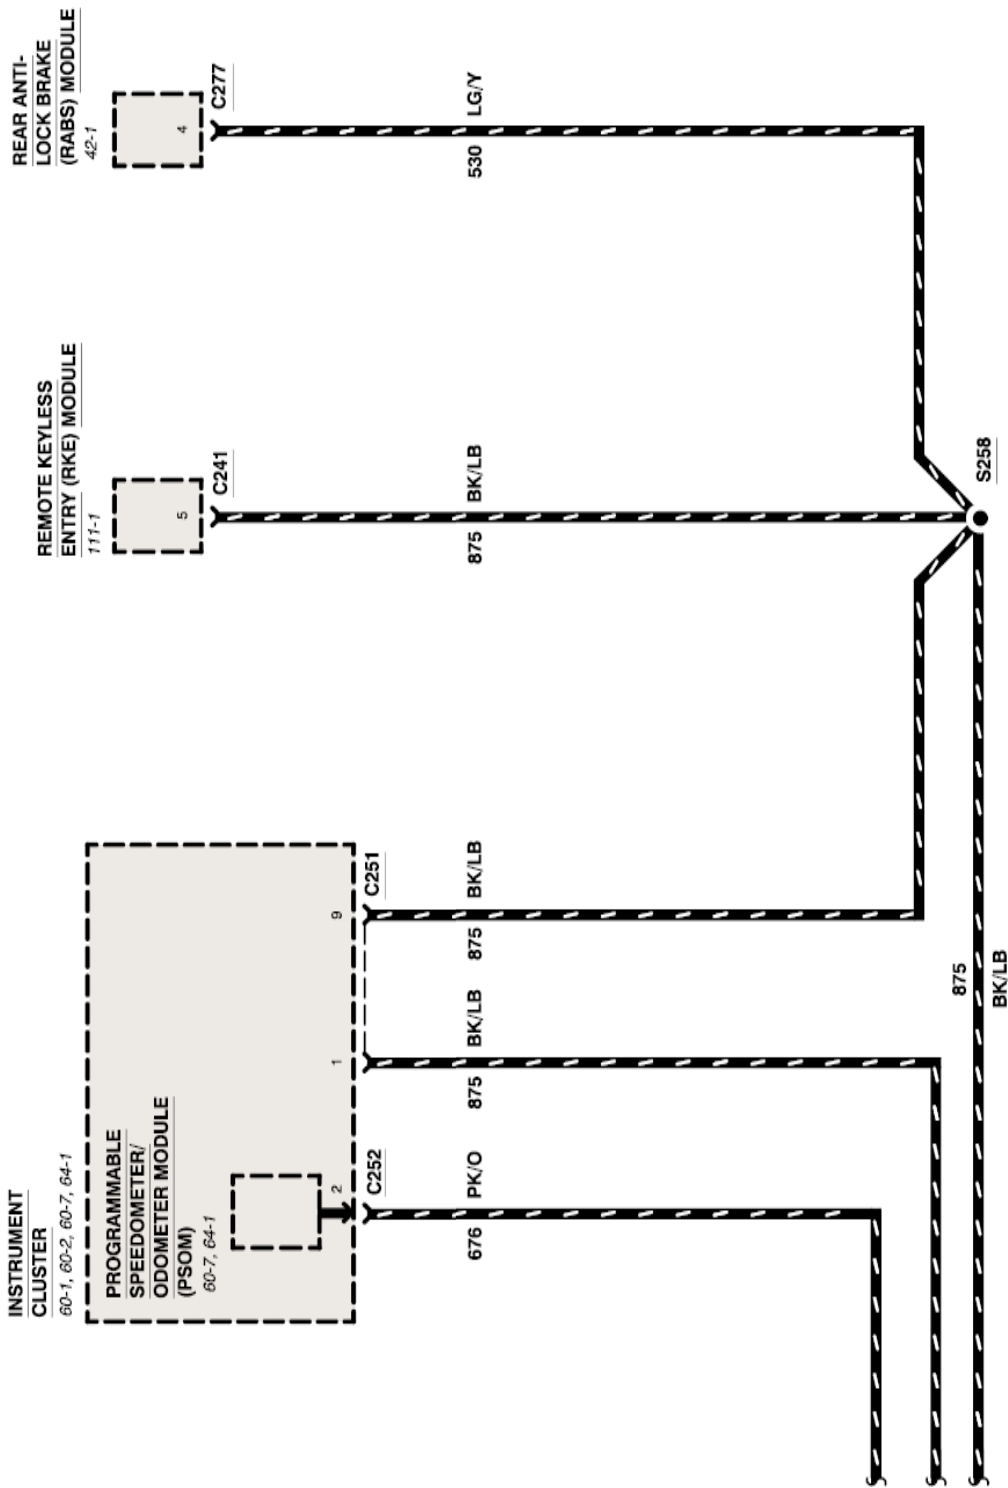 REAR ANTI-
LOCK BRAKE
(RABS) MODULE
42-1
4
C277
530
LG/Y
REMOTE KEYLESS
ENTRY (RKE) MODULE
111-1
5
C241
875
BK/LB
S258
INSTRUMENT
CLUSTER
60-1, 60-2, 60-7, 64-1
PROGRAMMABLE
SPEEDOMETER/
ODOMETER MODULE
(PSOM)
60-7, 64-1
2
C252
676
PK/O
1
875
BK/LB
9
C251
875
BK/LB
875
BK/LB